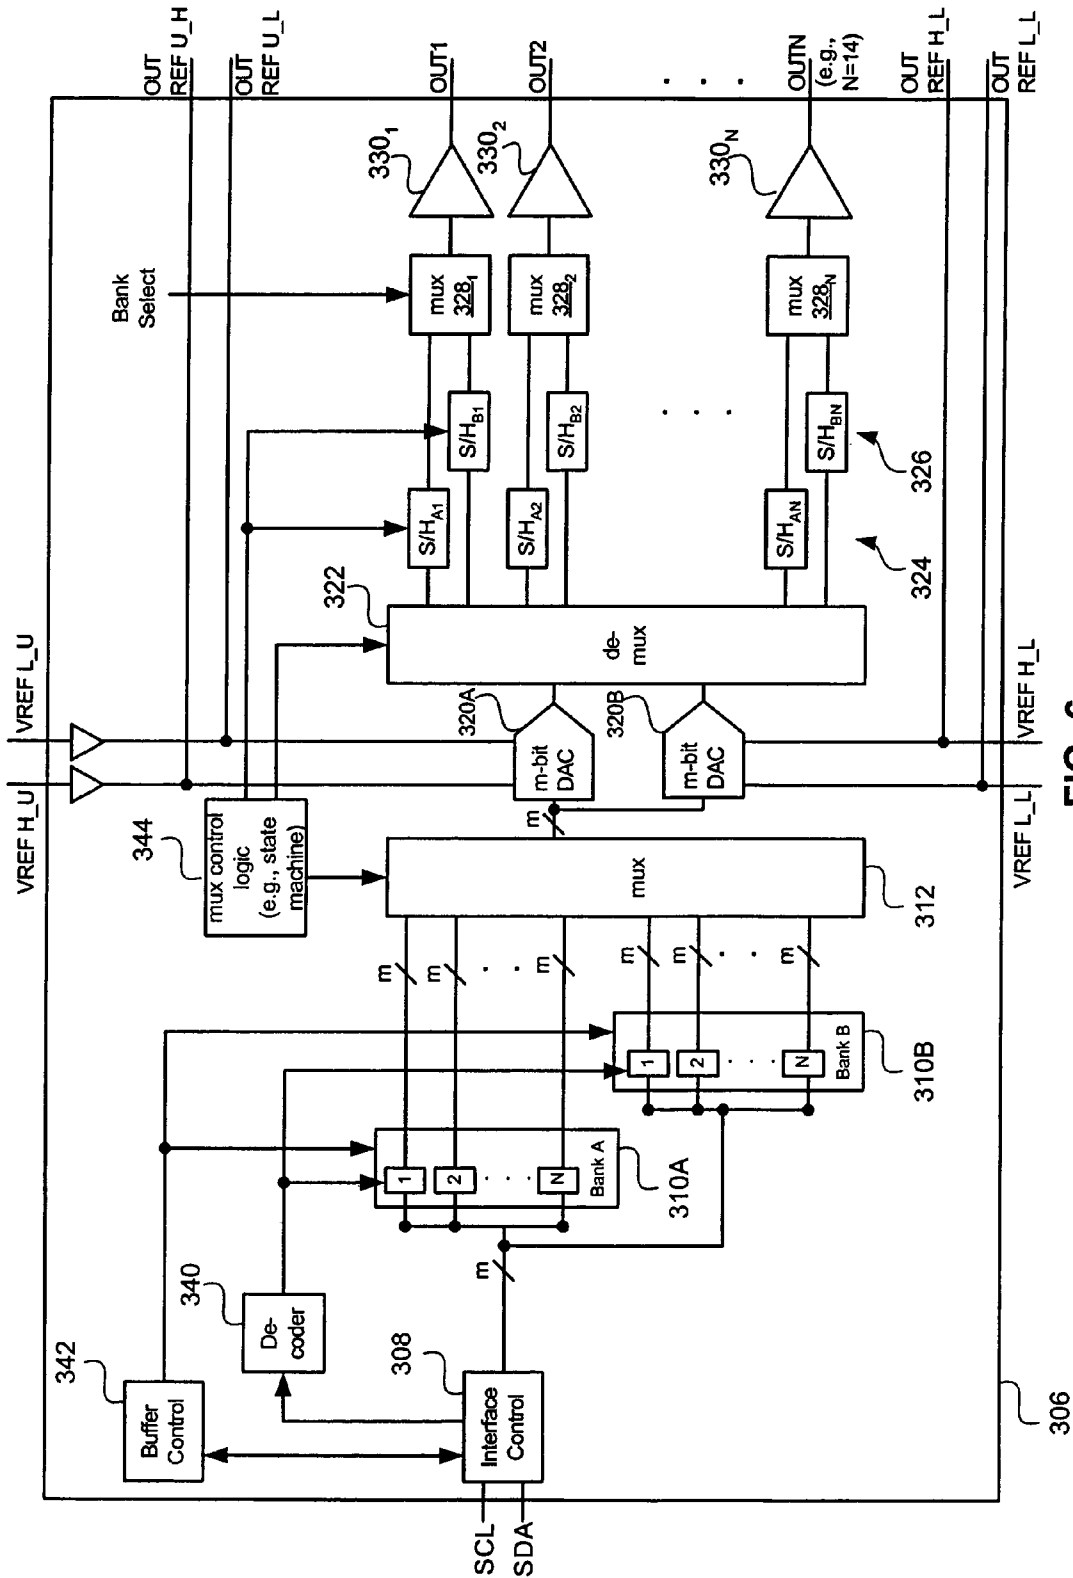 VREF H_U
VREF L_U
OUT
REF U_H
OUT
REF U_L
Bank
Select
344
mux control
logic
(e.g., state
machine)
342
Buffer
Control
340
De-
coder
308
Interface
Control
SCL
SDA
m
1
2
. . .
N
Bank A
310A
1
2
. . .
N
Bank B
310B
m
m
. . .
m
m
m
. . .
m
mux
312
m
m-bit
DAC
320A
m-bit
DAC
320B
de-
mux
322
S/HA1
S/HB1
S/HA2
S/HB2
. . .
S/HAN
S/HBN
324
326
mux
3281
mux
3282
mux
328N
3301
3302
330N
OUT1
OUT2
. . .
OUTN
(e.g.,
N=14)
OUT
REF H_L
OUT
REF L_L
VREF L_L
VREF H_L
306